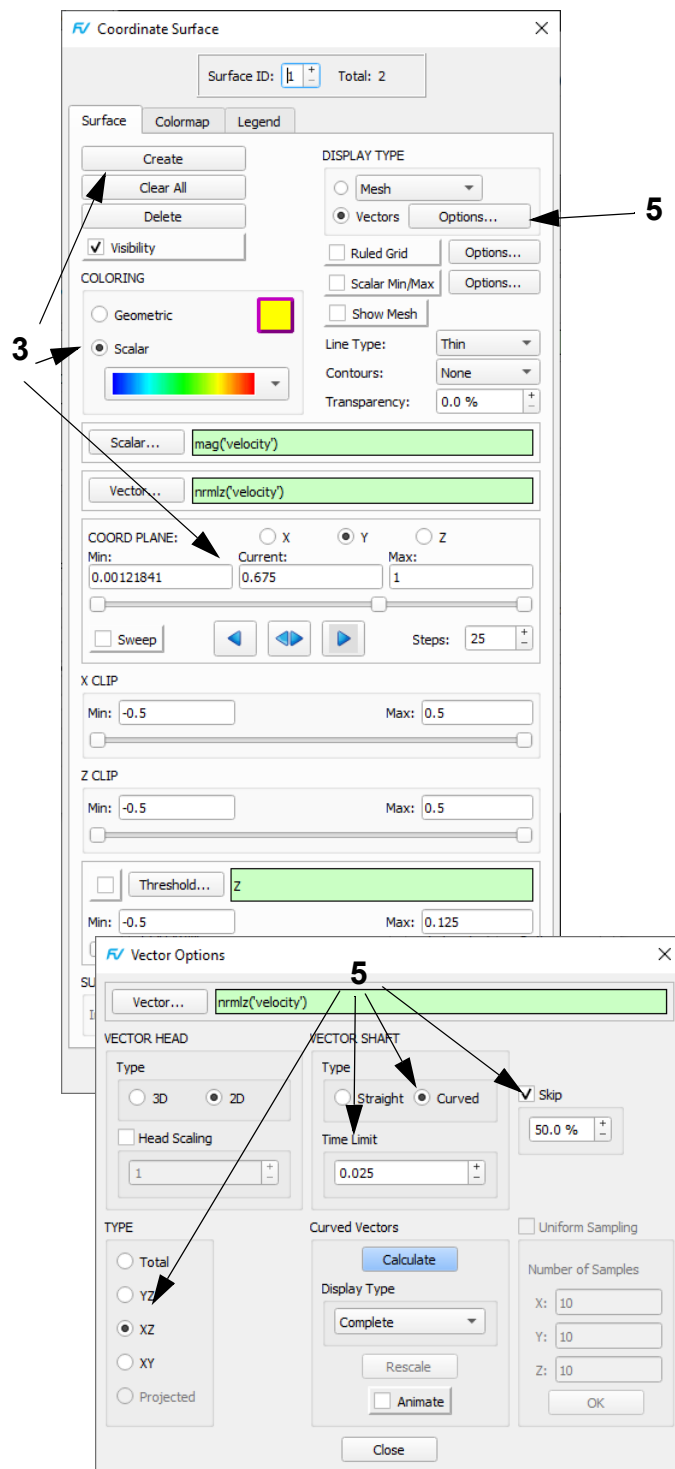 FV Coordinate Surface
Surface ID: 1 Total: 2
Surface Colormap Legend
Create
Clear All
Delete
Visibility
DISPLAY TYPE
Mesh
Vectors Options...
5
Ruled Grid Options...
Scalar Min/Max Options...
Show Mesh
COLORING
Geometric
Scalar
3
Line Type: Thin
Contours: None
Transparency: 0.0 %
Scalar... mag('velocity')
Vector... nrmlz('velocity')
COORD PLANE: X Y Z
Min: Current: Max:
0.00121841 0.675 1
Sweep Steps: 25
X CLIP
Min: -0.5 Max: 0.5
Z CLIP
Min: -0.5 Max: 0.5
Threshold... Z
Min: -0.5 Max: 0.125
SU
FV Vector Options
5
Vector... nrmlz('velocity')
VECTOR HEAD
Type
3D 2D
Head Scaling
1
VECTOR SHAFT
Type
Straight Curved
Time Limit
0.025
Skip
50.0 %
TYPE
Total
YZ
XZ
XY
Projected
Curved Vectors
Calculate
Display Type
Complete
Rescale
Animate
Uniform Sampling
Number of Samples
X: 10
Y: 10
Z: 10
OK
Close